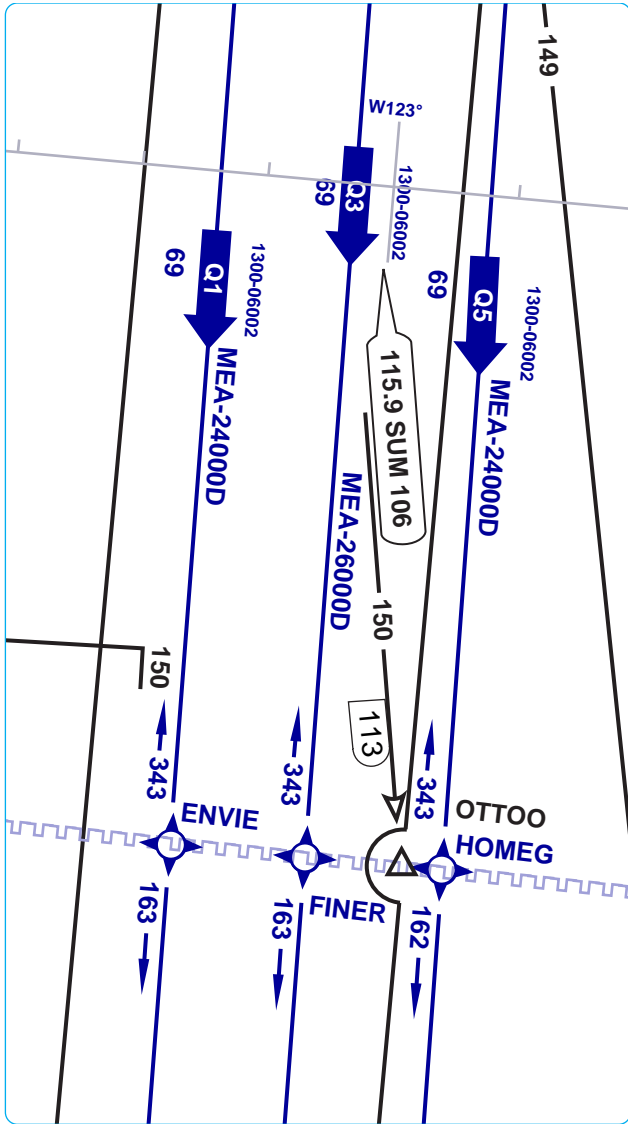 149
W123°
1300-06002
Q3
69
1300-06002
Q1
69
69
Q5
1300-06002
MEA-24000D
115.9 SUM 106
MEA-24000D
MEA-26000D
150
150
113
343
343
343
ENVIE
OTTOO
HOMEG
FINER
163
163
162